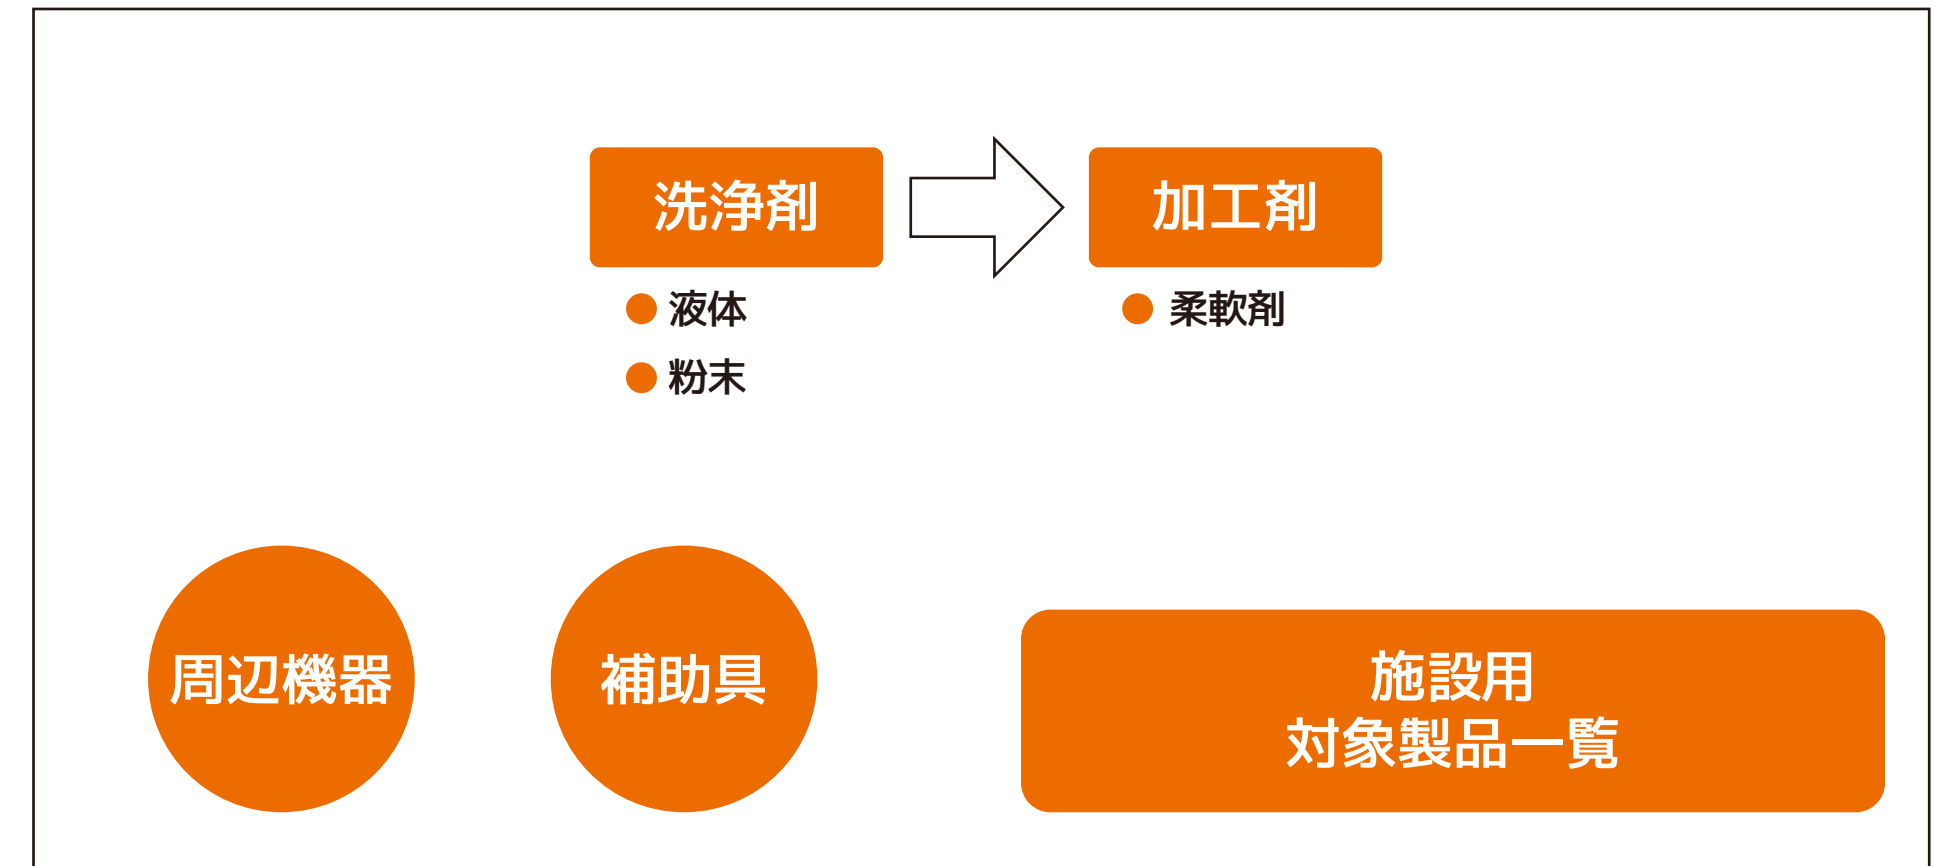 洗浄剤
加工剤
液体
粉末
柔軟剤
周辺機器
補助具
施設用
対象製品一覧